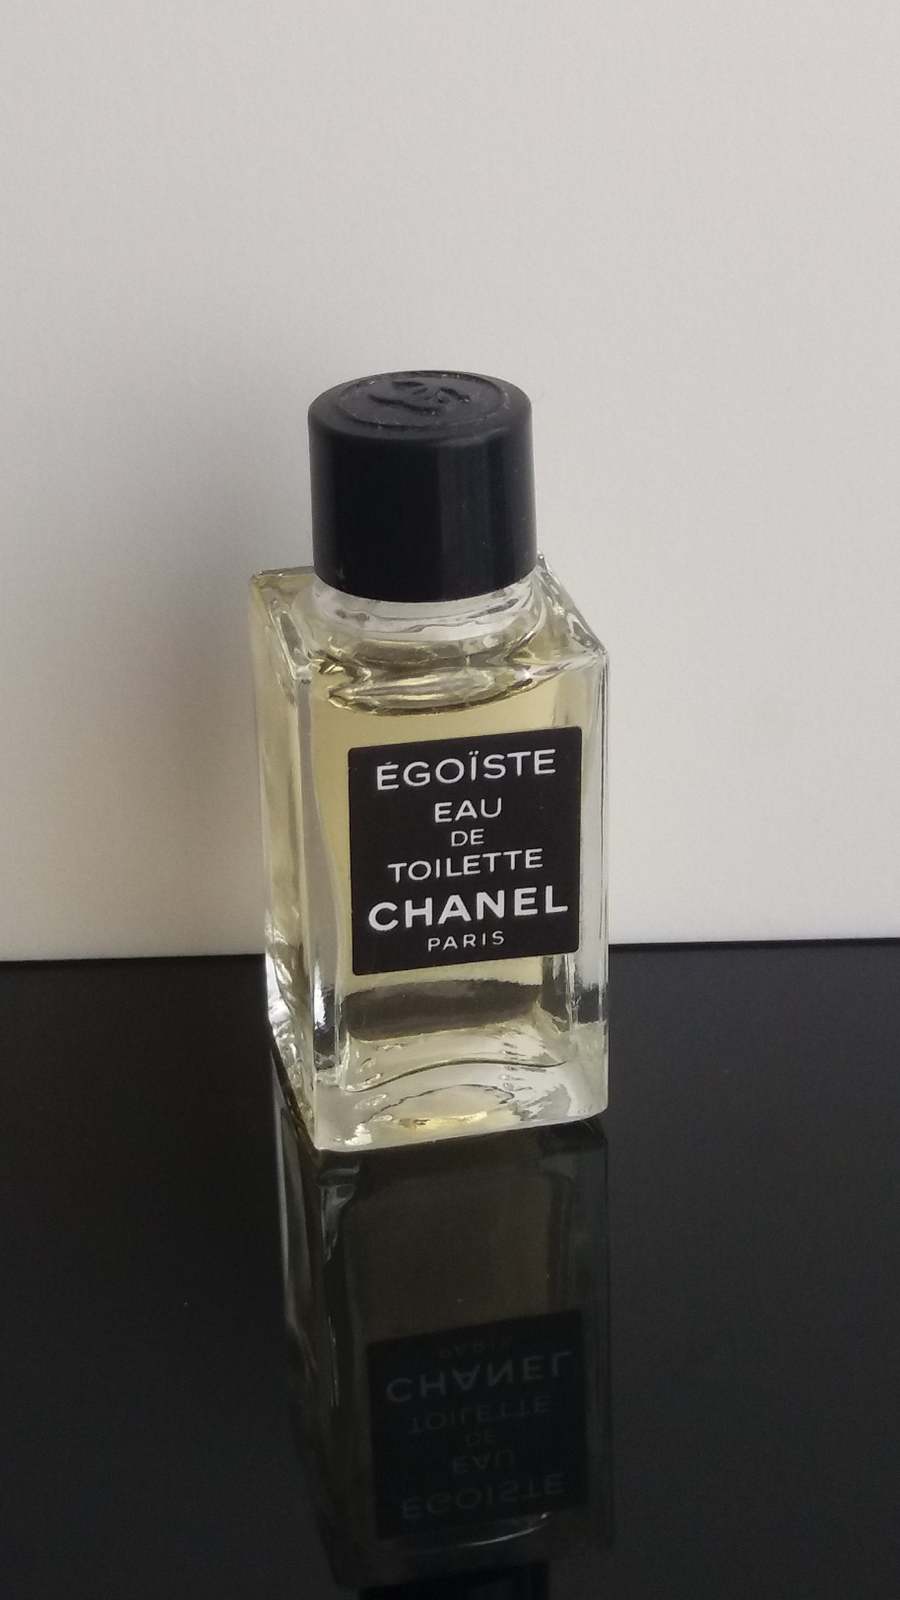 ÉGOÏSTE
EAU
DE
TOILETTE
CHANEL
PARIS